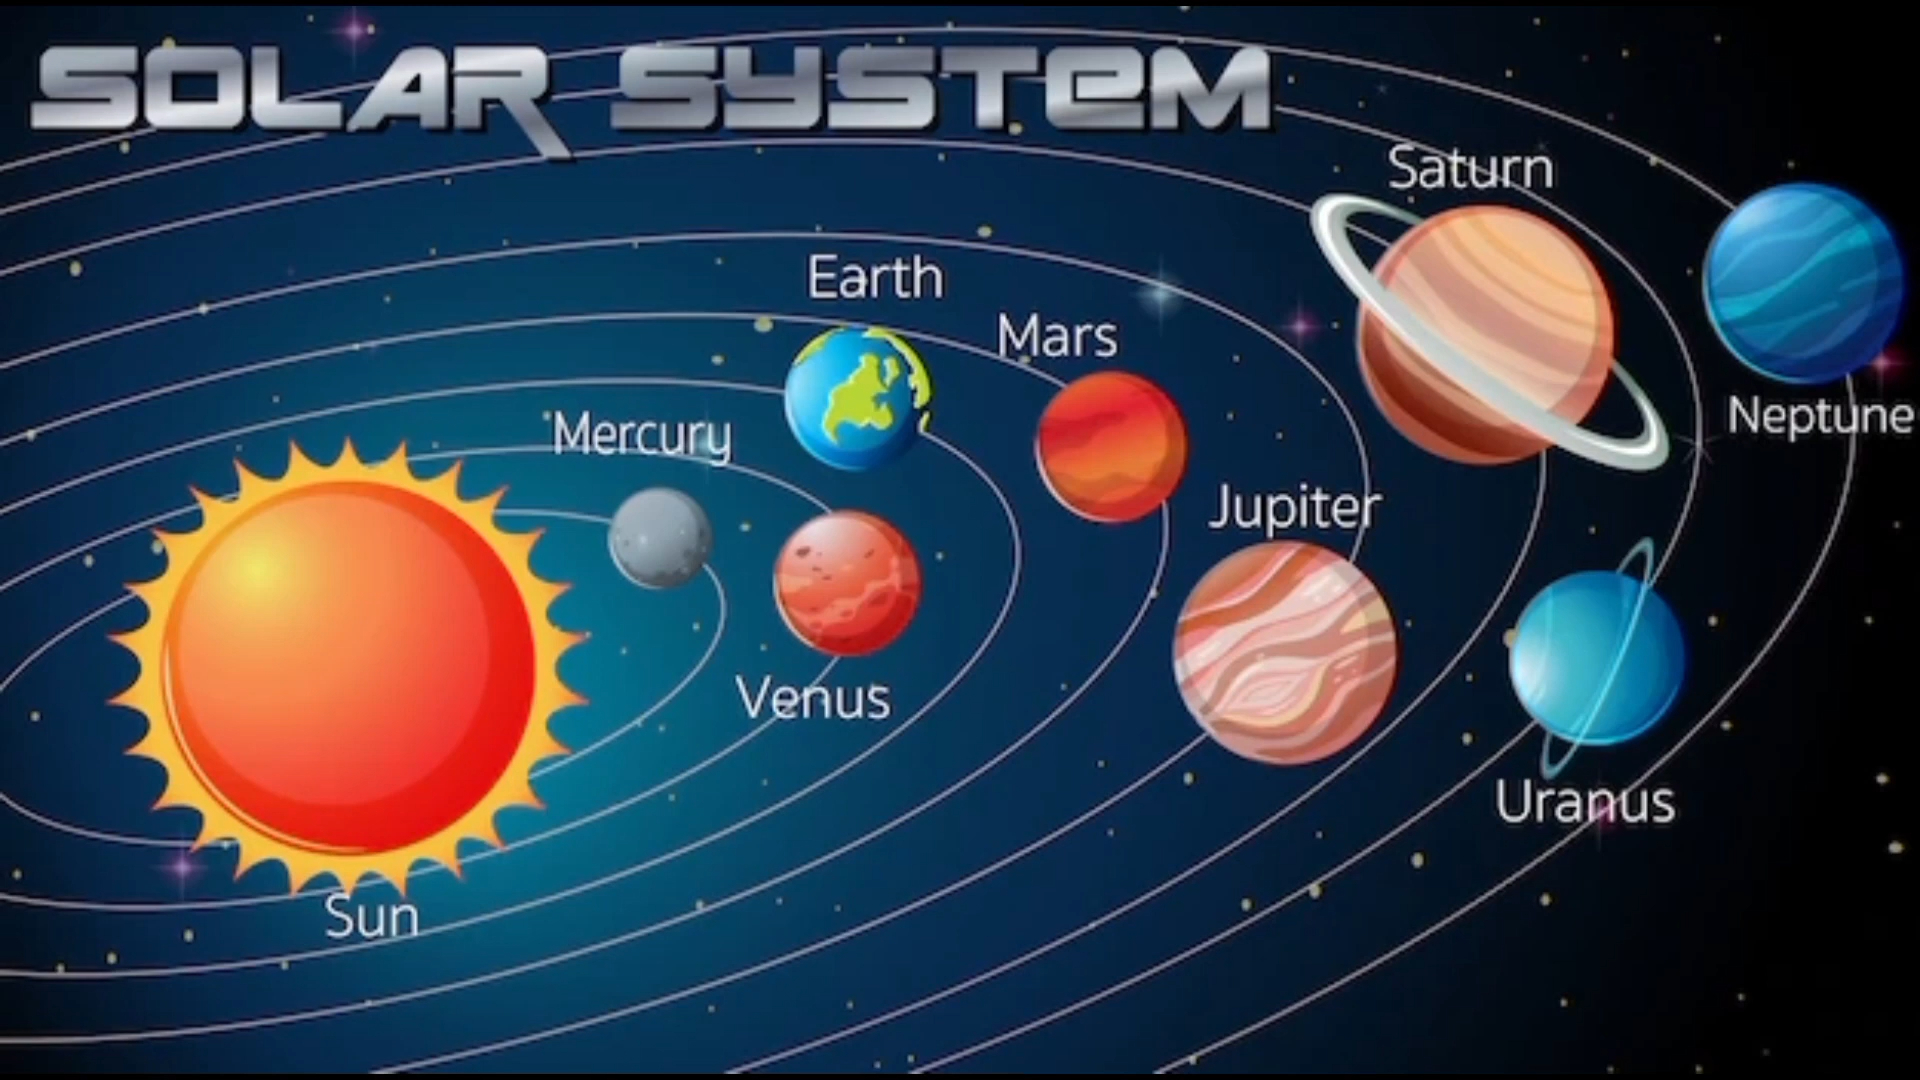 SOLAR SYSTEM
Saturn
Earth
Mars
Neptune
Mercury
Jupiter
Venus
Uranus
Sun